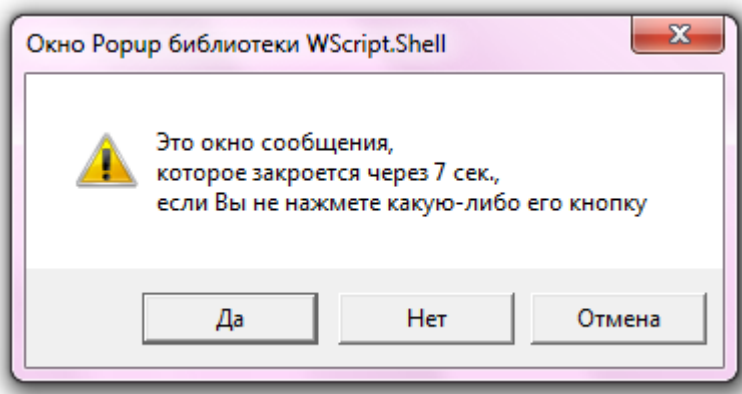 Окно Popup библиотеки WScript.Shell
Это окно сообщения,
которое закроется через 7 сек.,
если Вы не нажмете какую-либо его кнопку
Да Нет Отмена